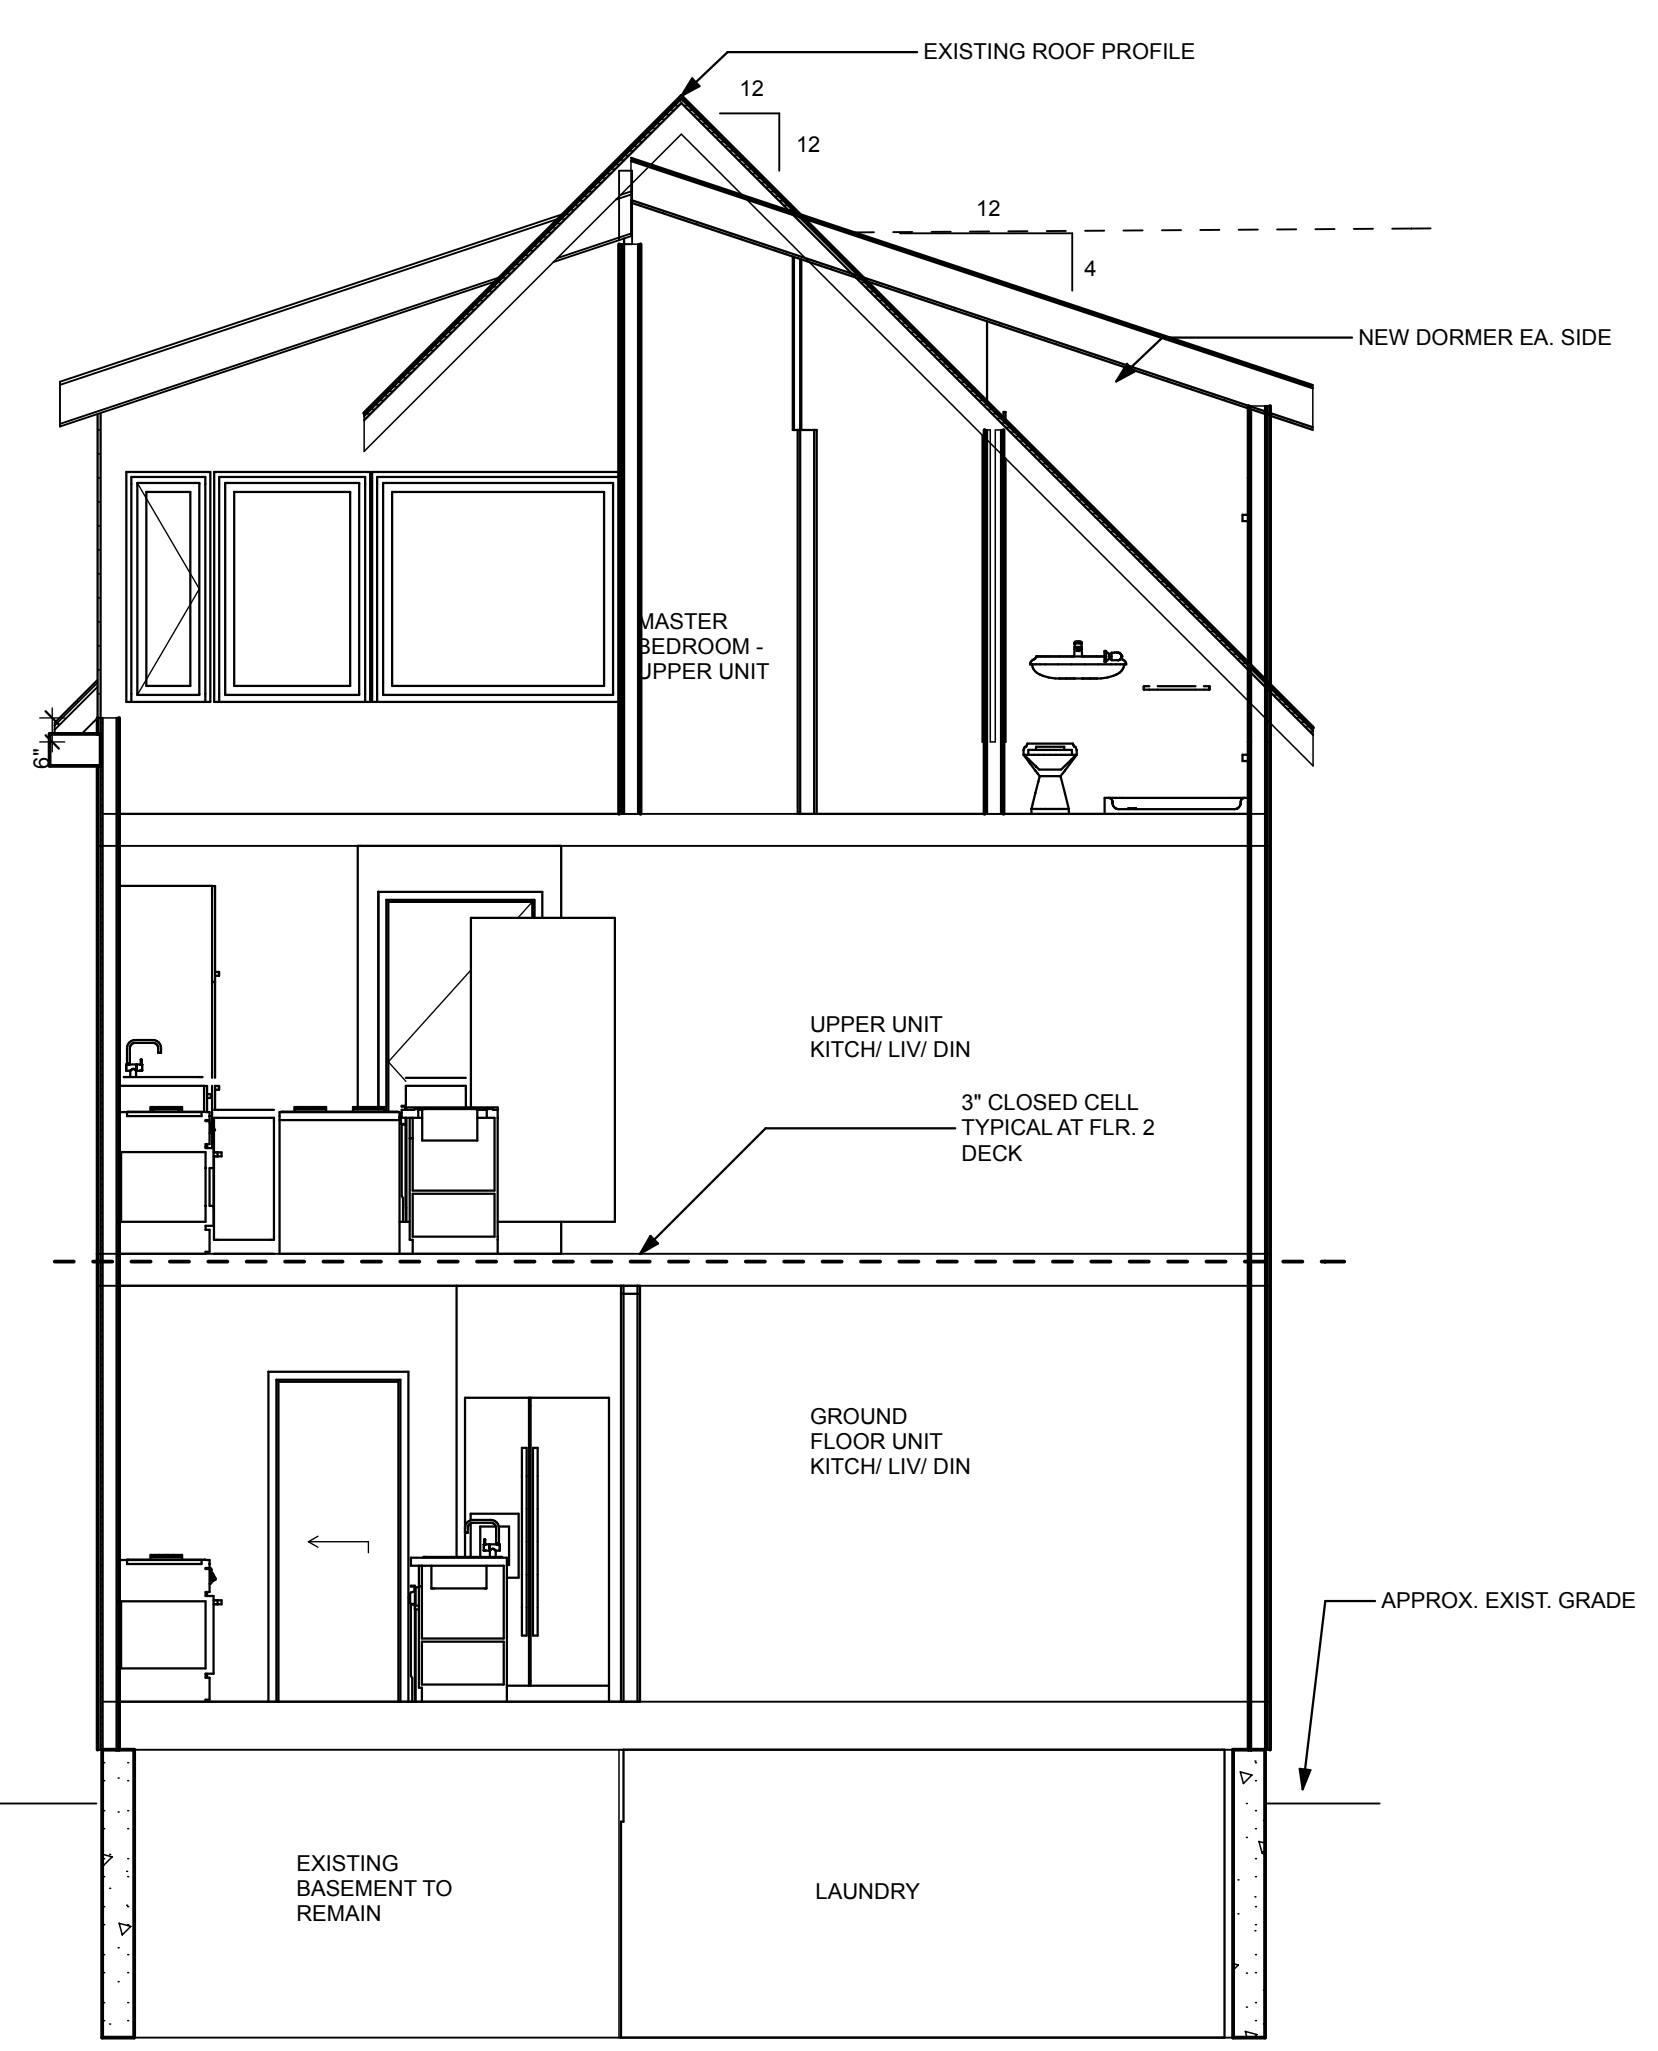 EXISTING ROOF PROFILE
12
12
12
4
NEW DORMER EA. SIDE
MASTER
BEDROOM -
UPPER UNIT
6"
UPPER UNIT
KITCH/ LIV/ DIN
3" CLOSED CELL
TYPICAL AT FLR. 2
DECK
GROUND
FLOOR UNIT
KITCH/ LIV/ DIN
APPROX. EXIST. GRADE
EXISTING
BASEMENT TO
REMAIN
LAUNDRY